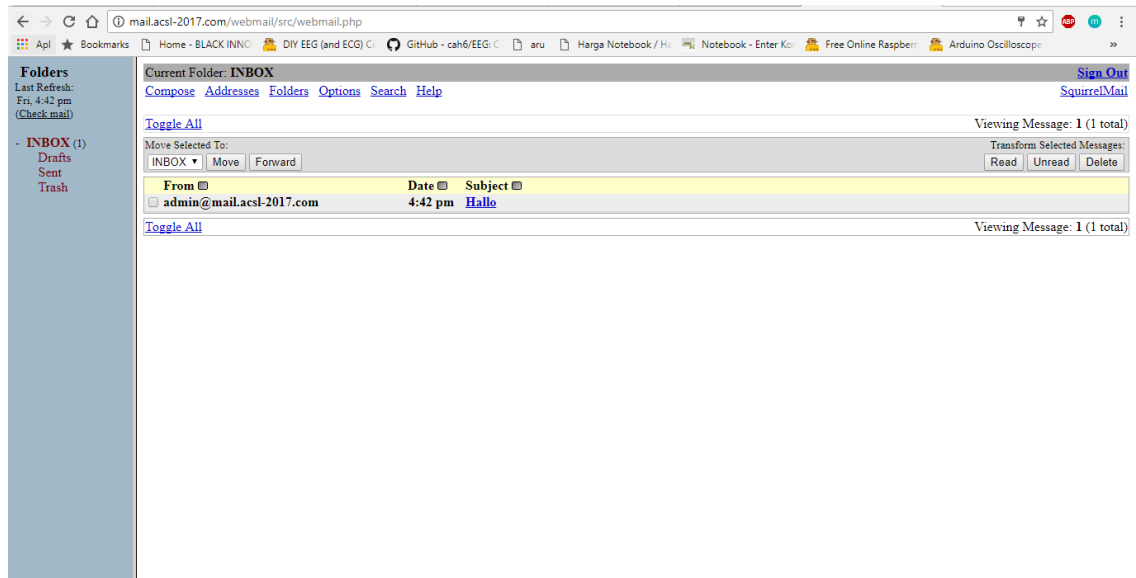 mail.acsl-2017.com/webmail/src/webmail.php
ABP m
Apl Bookmarks Home - BLACK INNO DIY EEG (and ECG) Ci GitHub - cah6/EEG: C aru Harga Notebook / Ha Notebook - Enter Ko Free Online Raspberr Arduino Oscilloscope »
Folders
Last Refresh:
Fri, 4:42 pm
(Check mail)
- INBOX (1)
Drafts
Sent
Trash
Current Folder: INBOX Sign Out
Compose Addresses Folders Options Search Help SquirrelMail
Toggle All Viewing Message: 1 (1 total)
Move Selected To: Transform Selected Messages:
INBOX Move Forward Read Unread Delete
From Date Subject
admin@mail.acsl-2017.com 4:42 pm Hallo
Toggle All Viewing Message: 1 (1 total)